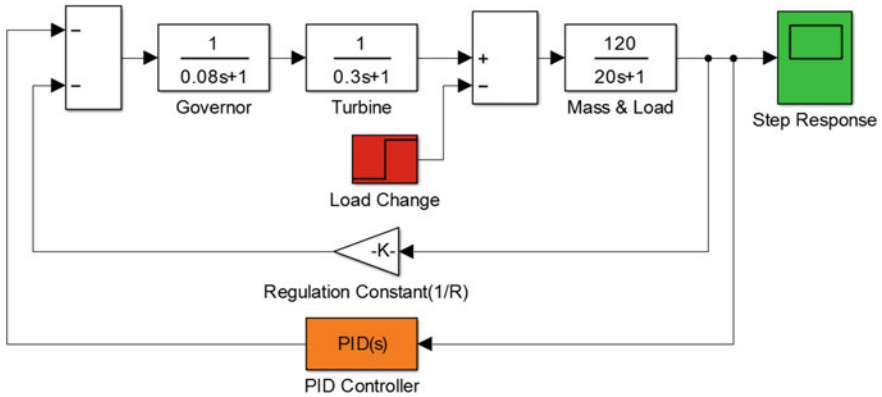 −
−
1
0.08s+1
Governor
1
0.3s+1
Turbine
+
−
120
20s+1
Mass & Load
Step Response
Load Change
-K-
Regulation Constant(1/R)
PID(s)
PID Controller